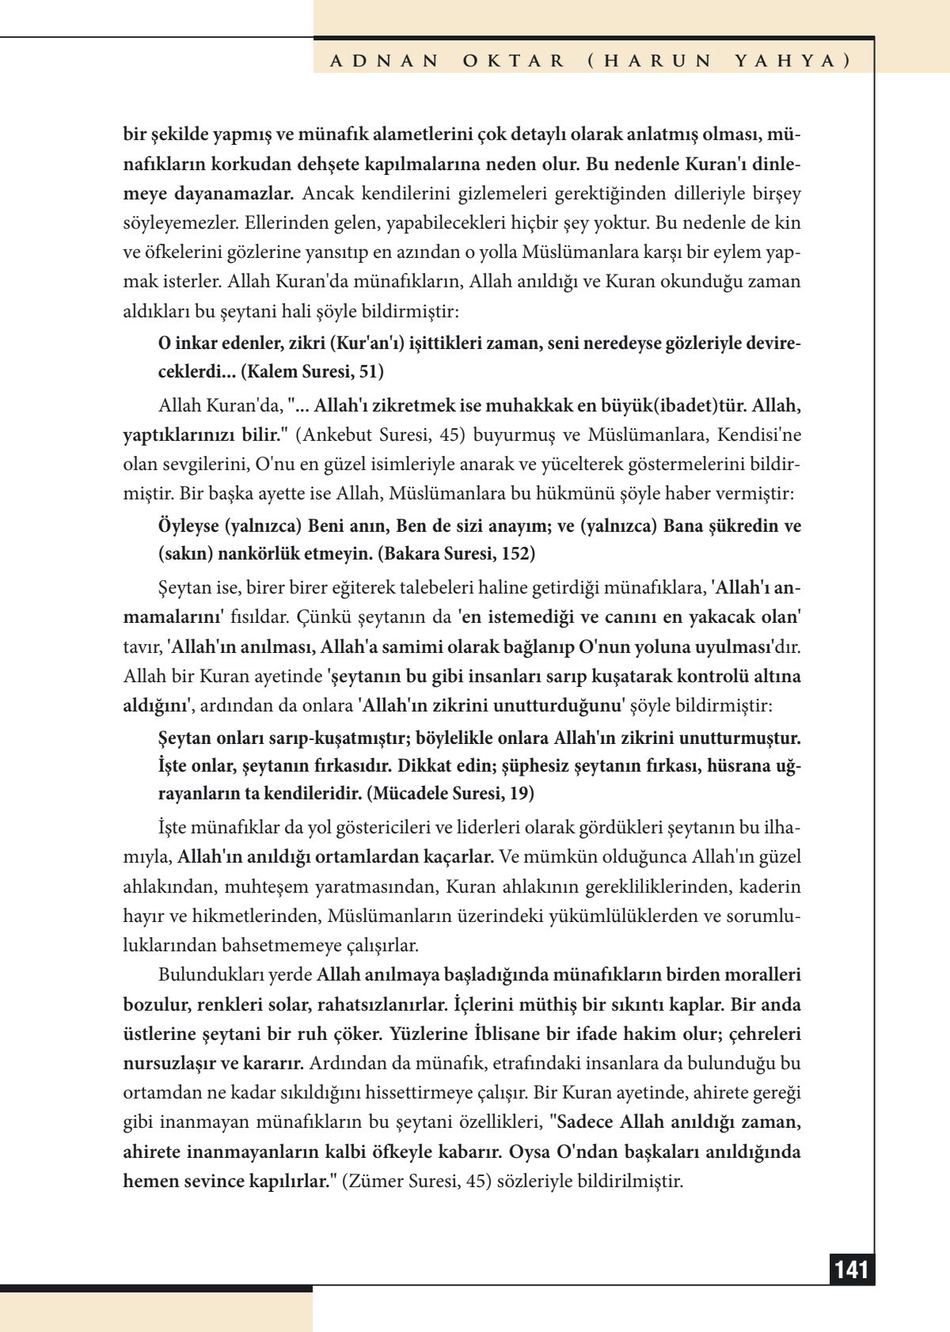 ADNAN OKTAR (HARUN YAHYA)
bir şekilde yapmış ve münafık alametlerini çok detaylı olarak anlatmış olması, mü-
nafıkların korkudan dehşete kapılmalarına neden olur. Bu nedenle Kuran'ı dinle-
meye dayanamazlar. Ancak kendilerini gizlemeleri gerektiğinden dilleriyle birşey
söyleyemezler. Ellerinden gelen, yapabilecekleri hiçbir şey yoktur. Bu nedenle de kin
ve öfkelerini gözlerine yansıtıp en azından o yolla Müslümanlara karşı bir eylem yap-
mak isterler. Allah Kuran'da münafıkların, Allah anıldığı ve Kuran okunduğu zaman
aldıkları bu şeytani hali şöyle bildirmiştir:
O inkar edenler, zikri (Kur'an'ı) işittikleri zaman, seni neredeyse gözleriyle devire-
ceklerdi... (Kalem Suresi, 51)
Allah Kuran'da, "... Allah'ı zikretmek ise muhakkak en büyük(ibadet)tür. Allah,
yaptıklarınızı bilir." (Ankebut Suresi, 45) buyurmuş ve Müslümanlara, Kendisi'ne
olan sevgilerini, O'nu en güzel isimleriyle anarak ve yücelterek göstermelerini bildir-
miştir. Bir başka ayette ise Allah, Müslümanlara bu hükmünü şöyle haber vermiştir:
Öyleyse (yalnızca) Beni anın, Ben de sizi anayım; ve (yalnızca) Bana şükredin ve
(sakın) nankörlük etmeyin. (Bakara Suresi, 152)
Şeytan ise, birer birer eğiterek talebeleri haline getirdiği münafıklara, 'Allah'ı an-
mamalarını' fısıldar. Çünkü şeytanın da 'en istemediği ve canını en yakacak olan'
tavır, 'Allah'ın anılması, Allah'a samimi olarak bağlanıp O'nun yoluna uyulması'dır.
Allah bir Kuran ayetinde 'şeytanın bu gibi insanları sarıp kuşatarak kontrolü altına
aldığını', ardından da onlara 'Allah'ın zikrini unutturduğunu' şöyle bildirmiştir:
Şeytan onları sarıp-kuşatmıştır; böylelikle onlara Allah'ın zikrini unutturmuştur.
İşte onlar, şeytanın fırkasıdır. Dikkat edin; şüphesiz şeytanın fırkası, hüsrana uğ-
rayanların ta kendileridir. (Mücadele Suresi, 19)
İşte münafıklar da yol göstericileri ve liderleri olarak gördükleri şeytanın bu ilha-
mıyla, Allah'ın anıldığı ortamlardan kaçarlar. Ve mümkün olduğunca Allah'ın güzel
ahlakından, muhteşem yaratmasından, Kuran ahlakının gerekliliklerinden, kaderin
hayır ve hikmetlerinden, Müslümanların üzerindeki yükümlülüklerden ve sorumlu-
luklarından bahsetmemeye çalışırlar.
Bulundukları yerde Allah anılmaya başladığında münafıkların birden moralleri
bozulur, renkleri solar, rahatsızlanırlar. İçlerini müthiş bir sıkıntı kaplar. Bir anda
üstlerine şeytani bir ruh çöker. Yüzlerine İblisane bir ifade hakim olur; çehreleri
nursuzlaşır ve kararır. Ardından da münafık, etrafındaki insanlara da bulunduğu bu
ortamdan ne kadar sıkıldığını hissettirmeye çalışır. Bir Kuran ayetinde, ahirete gereği
gibi inanmayan münafıkların bu şeytani özellikleri, "Sadece Allah anıldığı zaman,
ahirete inanmayanların kalbi öfkeyle kabarır. Oysa O'ndan başkaları anıldığında
hemen sevince kapılırlar." (Zümer Suresi, 45) sözleriyle bildirilmiştir.
141